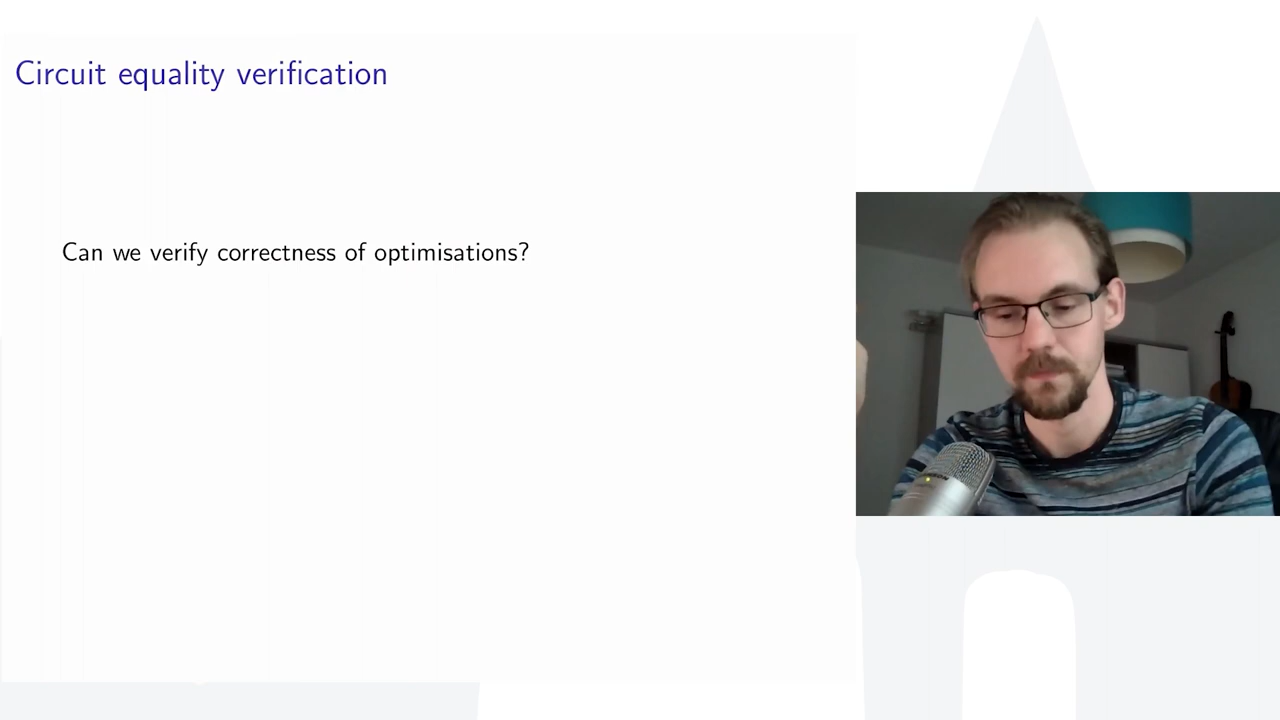 Circuit equality verification
Can we verify correctness of optimisations?